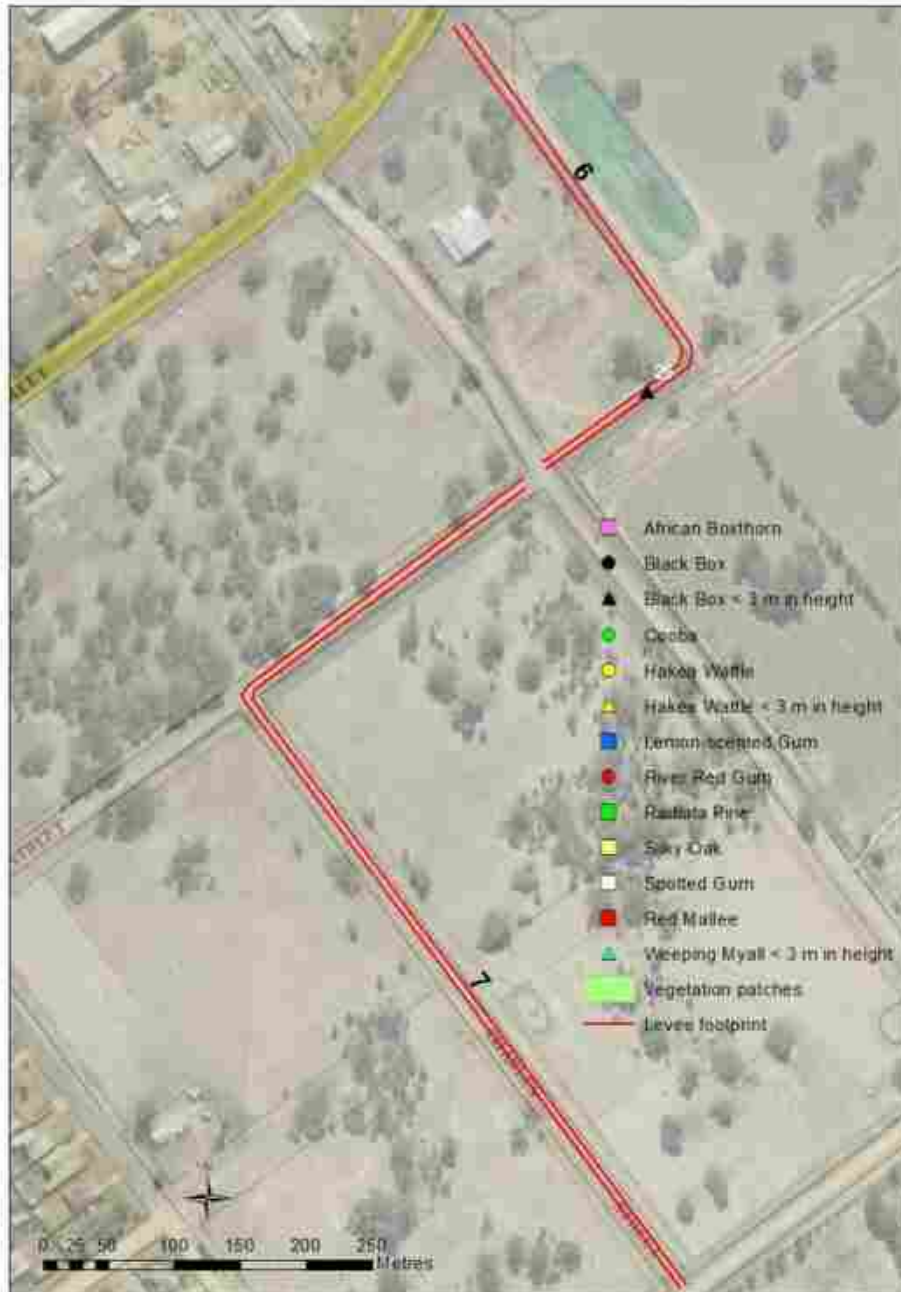 6
African Boxthorn
Black Box
Black Box < 3 m in height
Cooba
Hakea Wattle
Hakea Wattle < 3 m in height
Lemon-scented Gum
River Red Gum
Radiata Pine
Silky Oak
Spotted Gum
Red Mallee
Weeping Myall < 3 m in height
Vegetation patches
Levee footprint
7
0 25 50 100 150 200 250
Metres